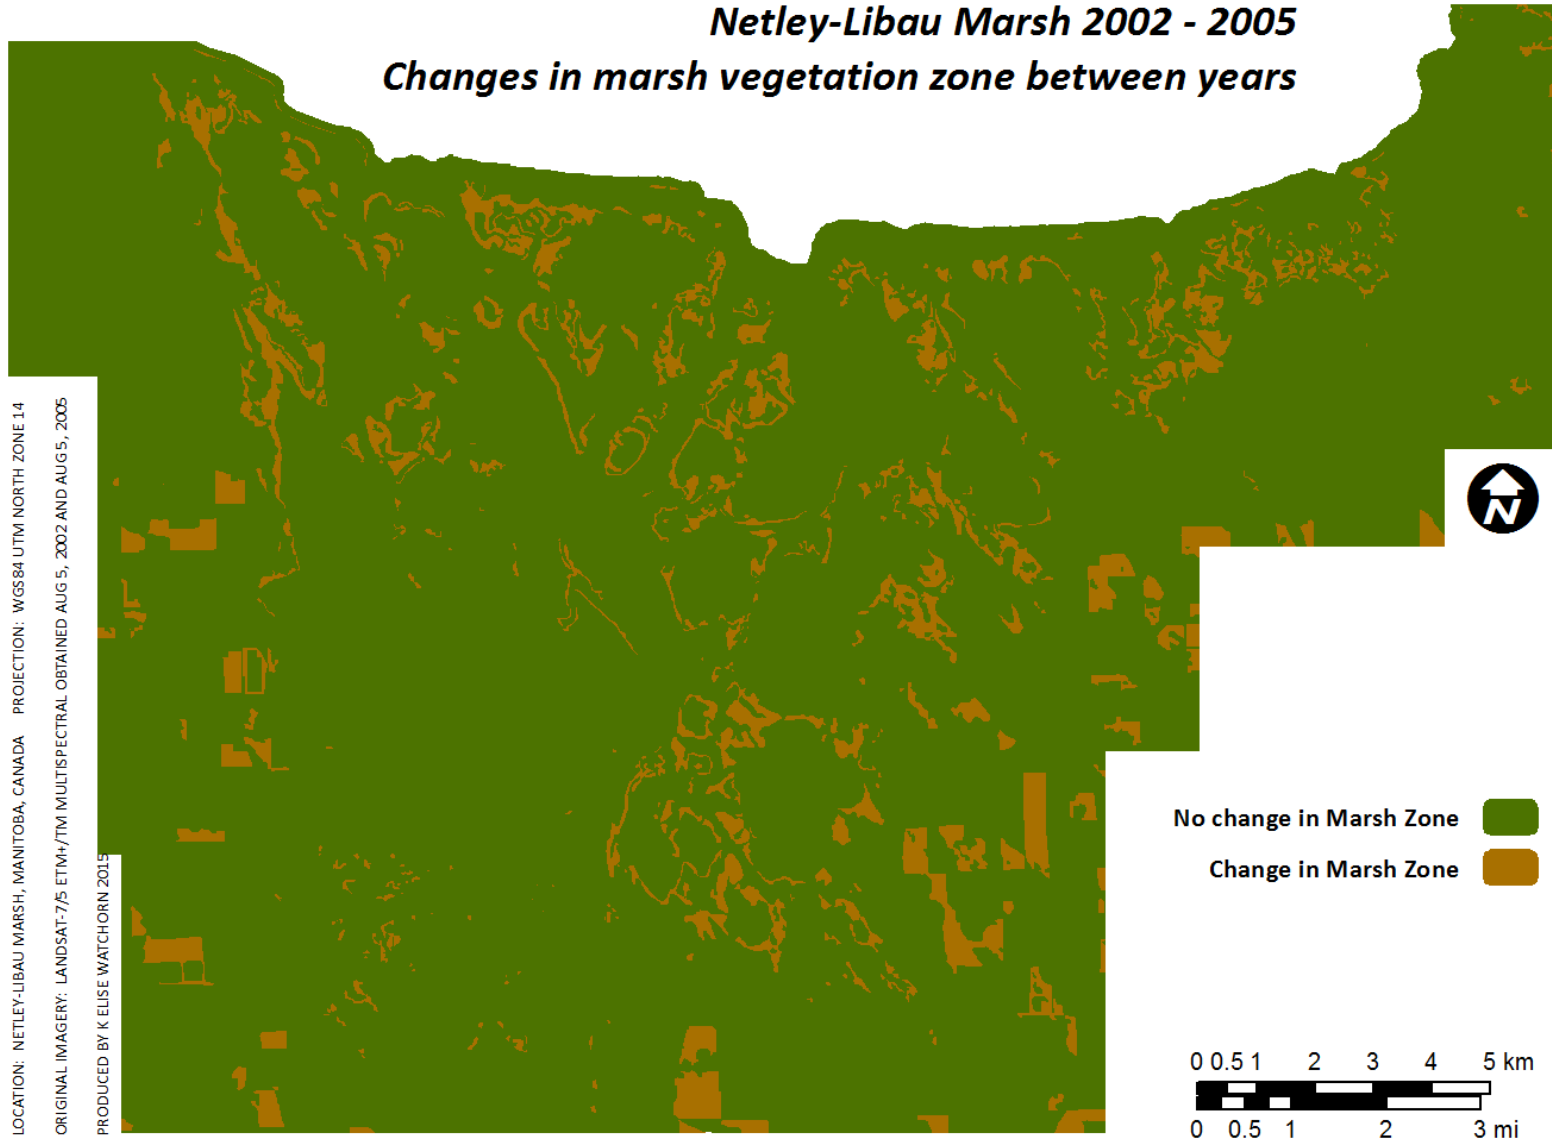 Netley-Libau Marsh 2002 - 2005
Changes in marsh vegetation zone between years
LOCATION: NETLEY-LIBAU MARSH, MANITOBA, CANADA PROJECTION: WGS84 UTM NORTH ZONE 14
ORIGINAL IMAGERY: LANDSAT-7/5 ETM+/TM MULTISPECTRAL OBTAINED AUG 5, 2002 AND AUG 5, 2005
PRODUCED BY K ELISE WATCHORN 2015
N
No change in Marsh Zone
Change in Marsh Zone
0 0.5 1 2 3 4 5 km
0 0.5 1 2 3 mi